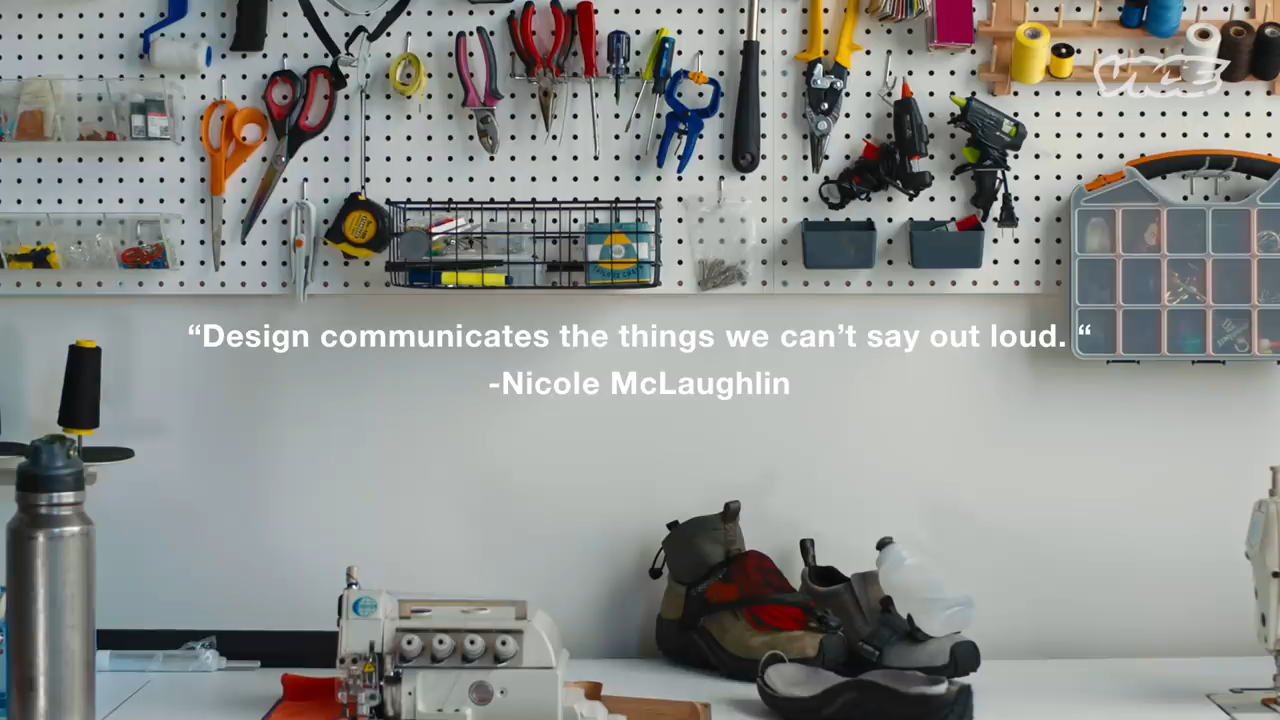 “Design communicates the things we can’t say out loud. “
-Nicole McLaughlin